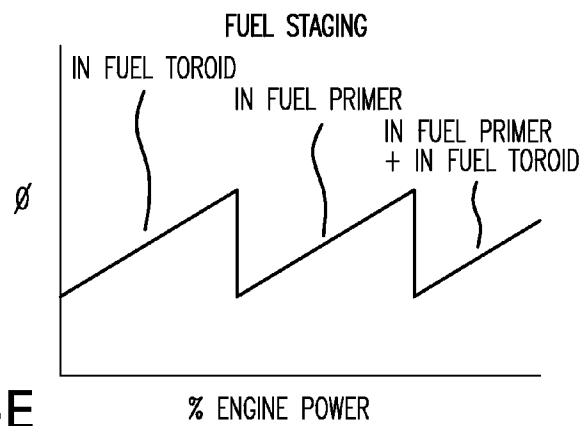 FUEL STAGING
IN FUEL TOROID
IN FUEL PRIMER
IN FUEL PRIMER
+ IN FUEL TOROID
Ø
% ENGINE POWER
E